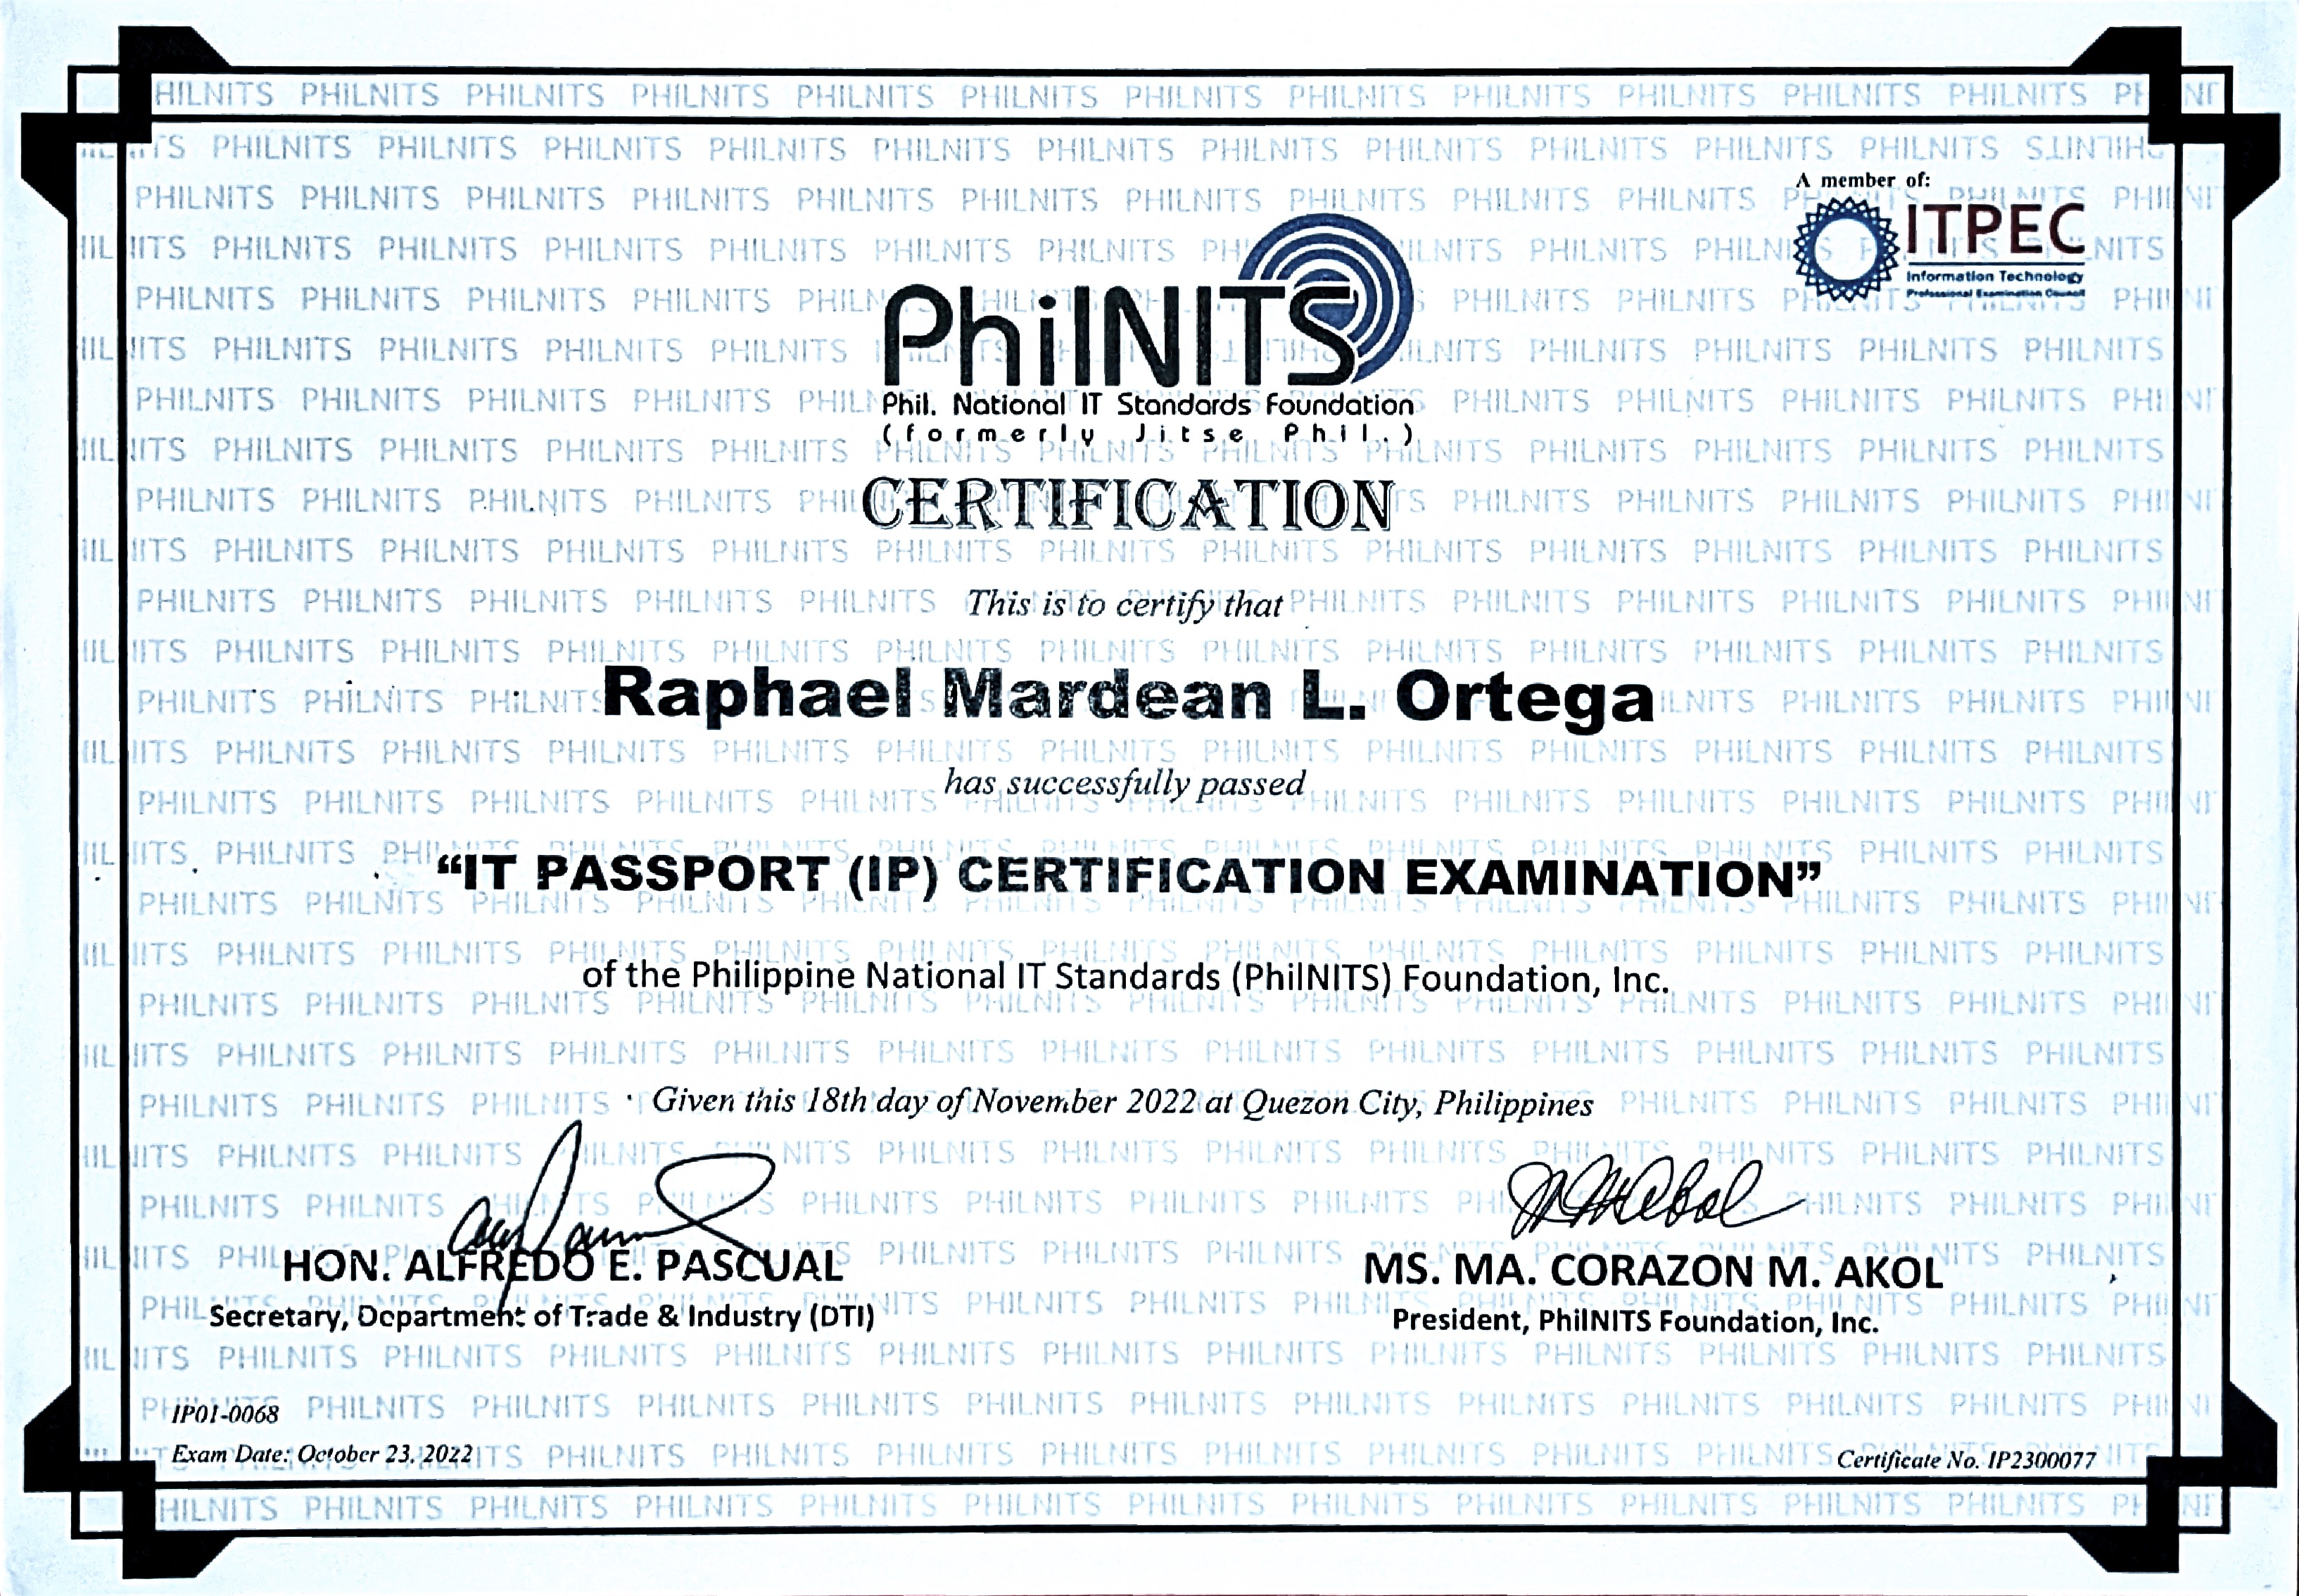 A member of:
ITPEC
Information Technology
Professional Examination Council
PhilNITS
Phil. National IT Standards Foundation
(formerly Jitse Phil.)
CERTIFICATION
This is to certify that
Raphael Mardean L. Ortega
has successfully passed
“IT PASSPORT (IP) CERTIFICATION EXAMINATION”
of the Philippine National IT Standards (PhilNITS) Foundation, Inc.
Given this 18th day of November 2022 at Quezon City, Philippines
HON. ALFREDO E. PASCUAL
Secretary, Department of Trade & Industry (DTI)
MS. MA. CORAZON M. AKOL
President, PhilNITS Foundation, Inc.
IP01-0068
Exam Date: October 23, 2022
Certificate No. IP2300077